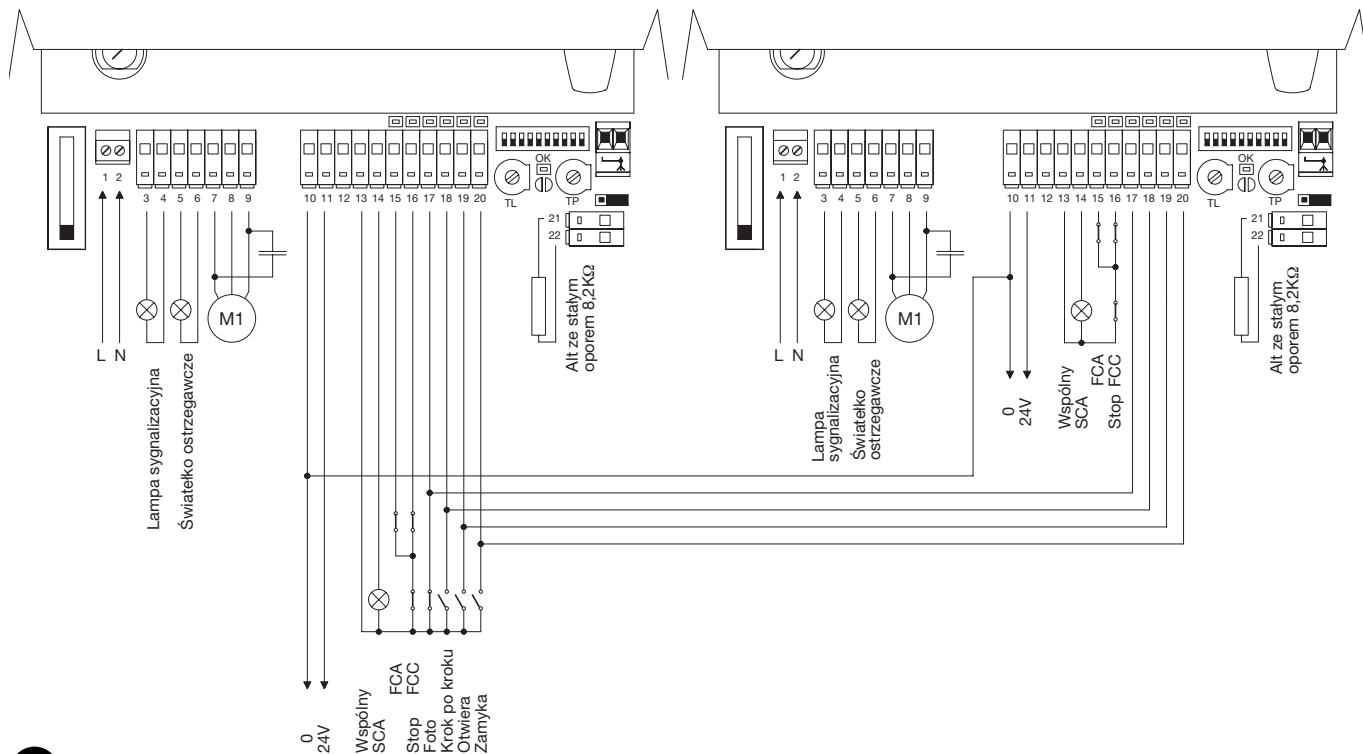 OK
TL
TP
1 2
3 4 5 6 7 8 9
10 11 12 13 14 15 16 17 18 19 20
21
22
M1
L N
Lampa sygnalizacyjna
Światełko ostrzegawcze
Alt ze stałym
oporem 8,2KΩ
0
24V
Wspólny
SCA
FCA
FCC
Stop
Foto
Krok po kroku
Otwiera
Zamyka
OK
TL
TP
1 2
3 4 5 6 7 8 9
10 11 12 13 14 15 16 17 18 19 20
21
22
M1
L N
Lampa
sygnalizacyjna
Światełko
ostrzegawcze
0
24V
Wspólny
SCA
FCA
Stop FCC
Alt ze stałym
oporem 8,2KΩ